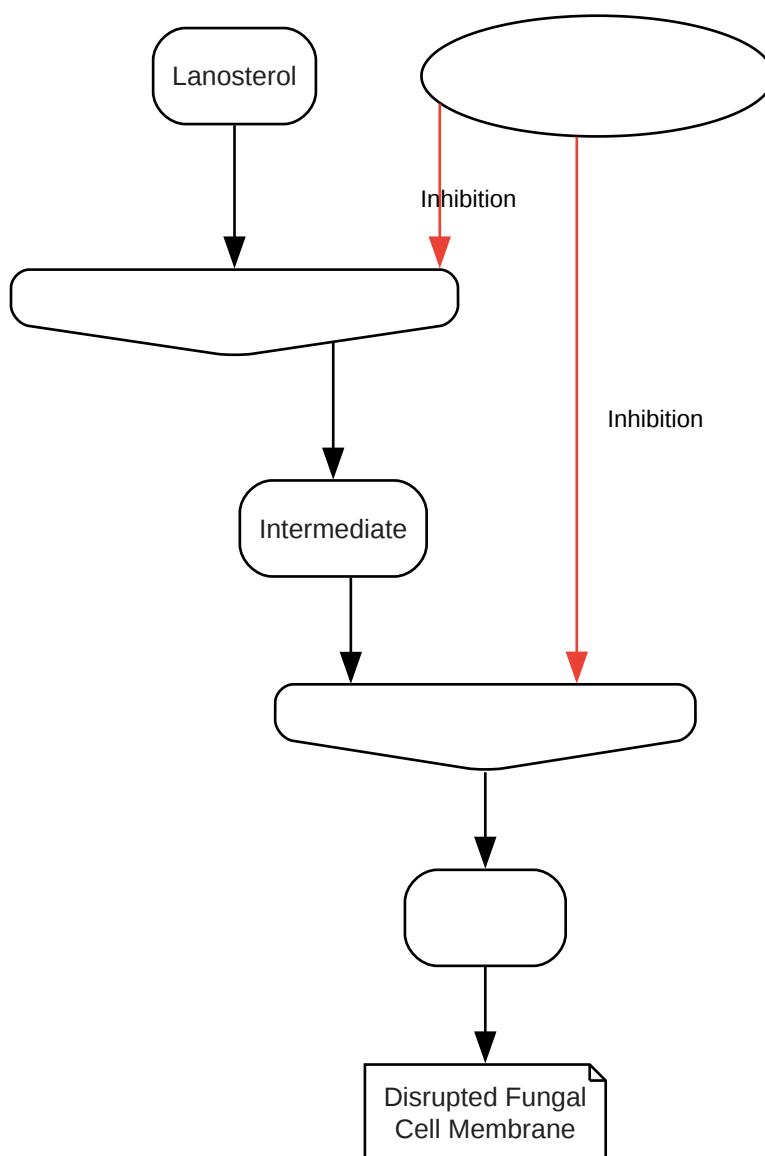 Lanosterol
Inhibition
Inhibition
Intermediate
Disrupted Fungal
Cell Membrane